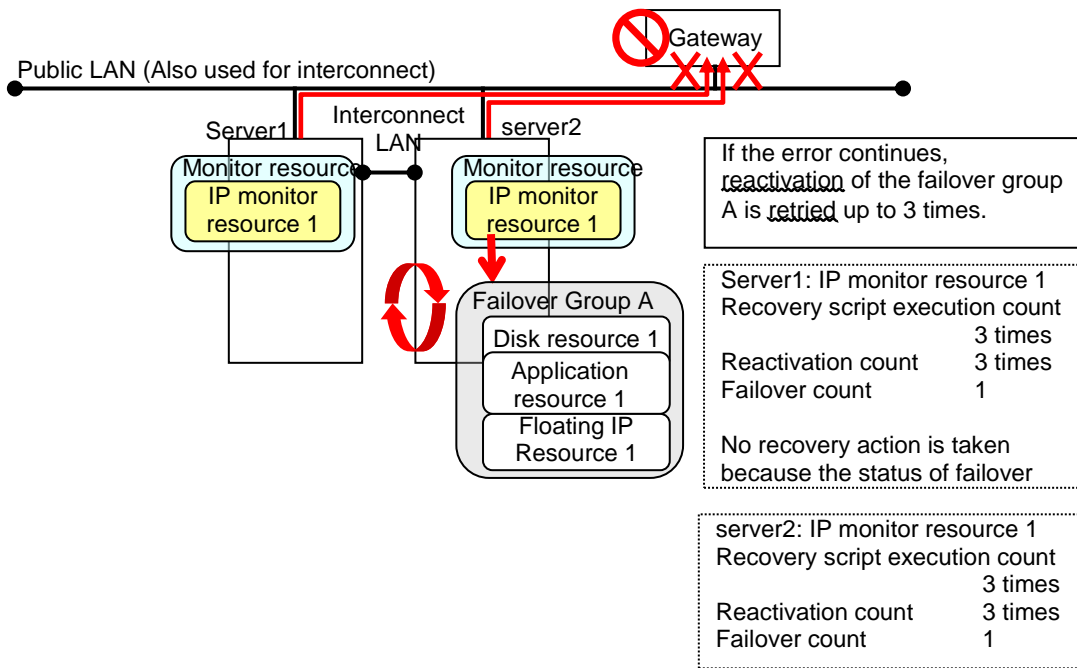 Gateway
Public LAN (Also used for interconnect)
Interconnect
LAN
Server1
server2
Monitor resource
IP monitor
resource 1
Monitor resource
IP monitor
resource 1
Failover Group A
Disk resource 1
Application
resource 1
Floating IP
Resource 1
If the error continues,
reactivation of the failover group
A is retried up to 3 times.
Server1: IP monitor resource 1
Recovery script execution count
3 times
Reactivation count 3 times
Failover count 1
No recovery action is taken
because the status of failover
server2: IP monitor resource 1
Recovery script execution count
3 times
Reactivation count 3 times
Failover count 1